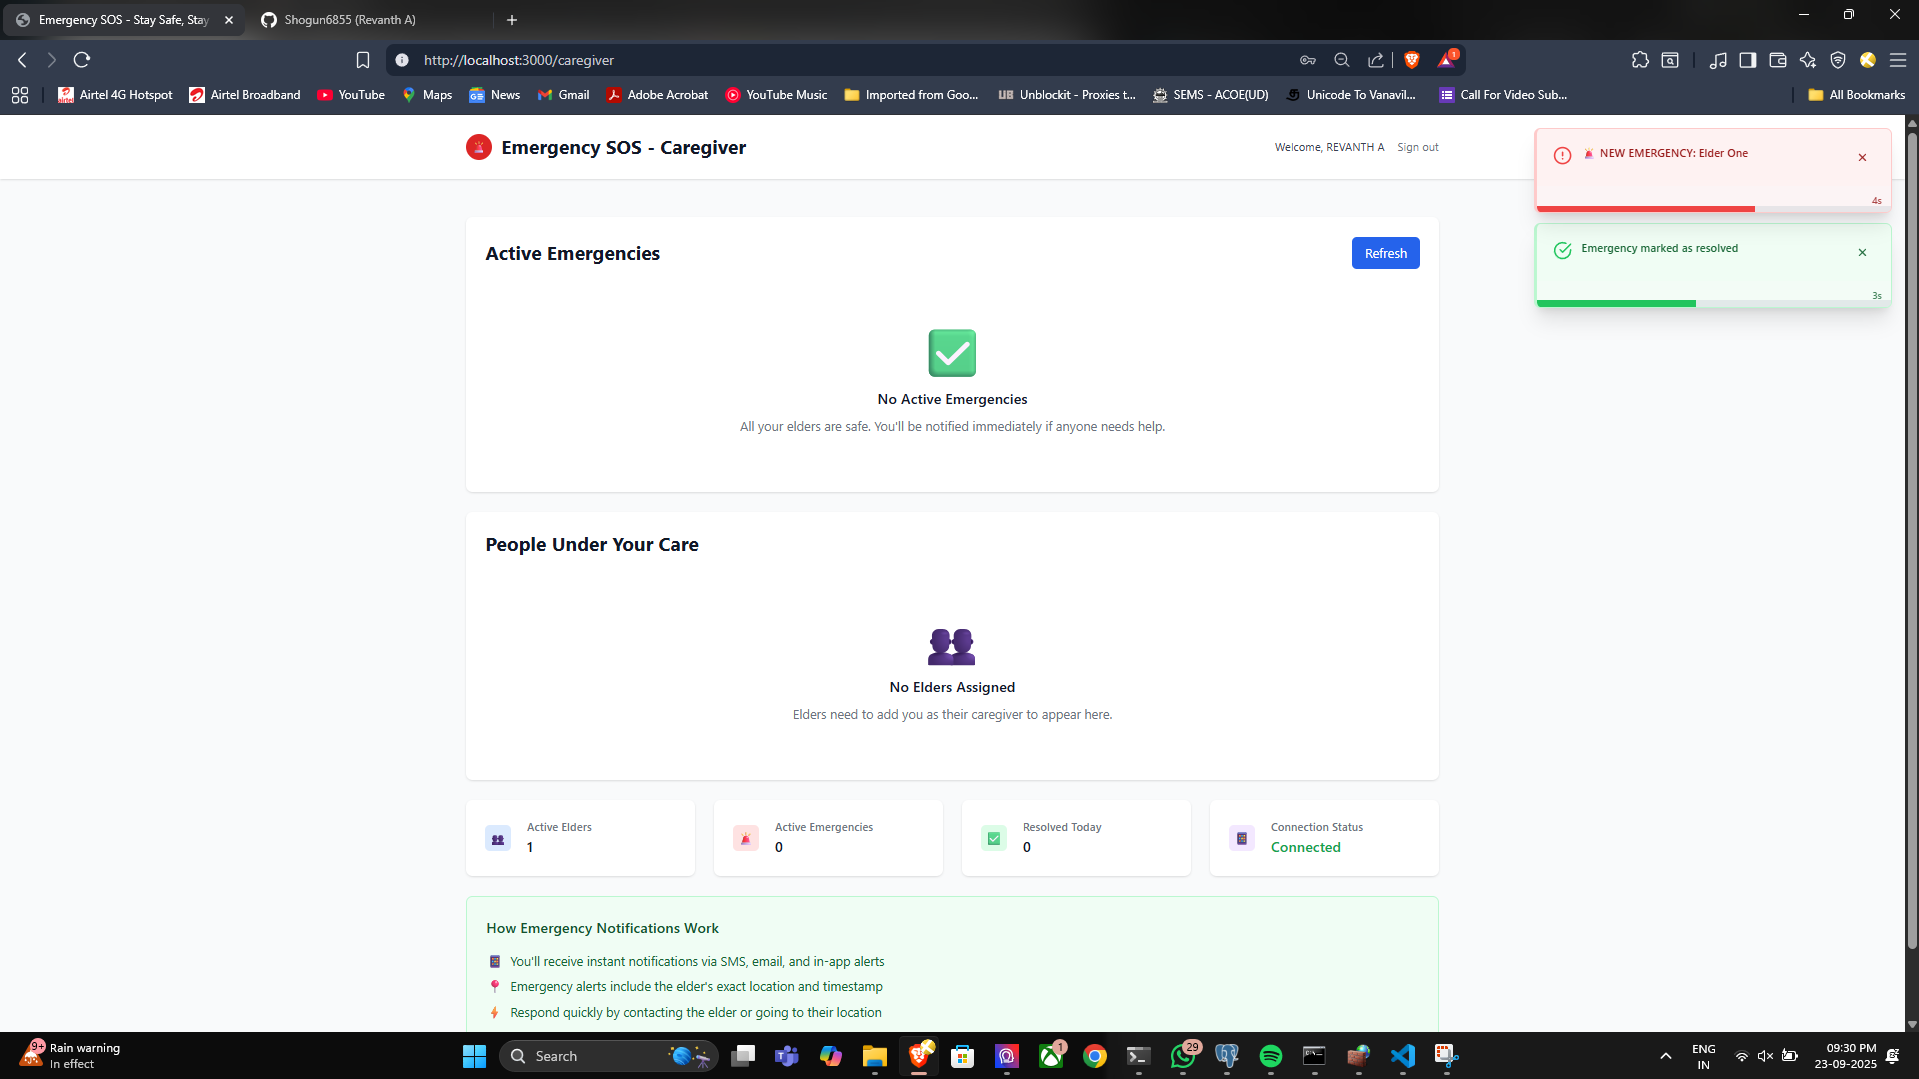 Emergency SOS - Stay Safe, Stay
Shogun6855 (Revanth A)
http://localhost:3000/caregiver
1
Airtel 4G Hotspot
Airtel Broadband
YouTube
Maps
News
Gmail
Adobe Acrobat
YouTube Music
Imported from Goo...
UB
Unblockit - Proxies t...
SEMS - ACOE(UD)
Unicode To Vanavil...
Call For Video Sub...
All Bookmarks
Emergency SOS - Caregiver
Welcome, REVANTH A
Sign out
NEW EMERGENCY: Elder One
4s
Emergency marked as resolved
3s
Active Emergencies
Refresh
No Active Emergencies
All your elders are safe. You'll be notified immediately if anyone needs help.
People Under Your Care
No Elders Assigned
Elders need to add you as their caregiver to appear here.
Active Elders
1
Active Emergencies
0
Resolved Today
0
Connection Status
Connected
How Emergency Notifications Work
You'll receive instant notifications via SMS, email, and in-app alerts
Emergency alerts include the elder's exact location and timestamp
Respond quickly by contacting the elder or going to their location
9+
Rain warning
In effect
Search
1
29
ENG
IN
09:30 PM
23-09-2025